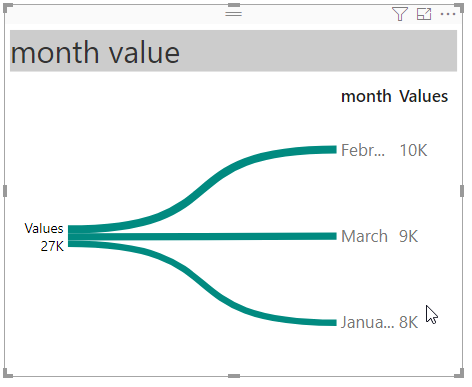 month value
month Values
Febr... 10K
Values
27K
March 9K
Janua... 8K